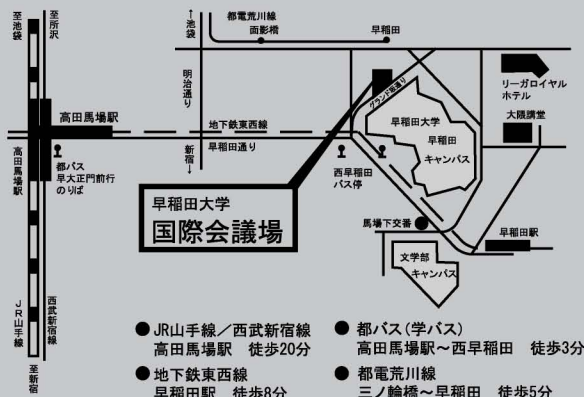 至池袋
至所沢
←池袋
都電荒川線
面影橋
早稲田
明治通り
グランド坂通り
リーガロイヤル
ホテル
高田馬場駅
地下鉄東西線
早稲田通り
早稲田大学
早稲田
キャンパス
大隈講堂
高田馬場駅
都バス
早大正門前行
のりば
新宿→
西早稲田
バス停
早稲田大学
国際会議場
馬場下交番
早稲田駅
文学部
キャンパス
JR山手線
西武新宿線
至新宿
●JR山手線/西武新宿線
高田馬場駅 徒歩20分
●地下鉄東西線
早稲田駅 徒歩8分
●都バス(学バス)
高田馬場駅~西早稲田 徒歩3分
●都電荒川線
三ノ輪橋~早稲田 徒歩5分